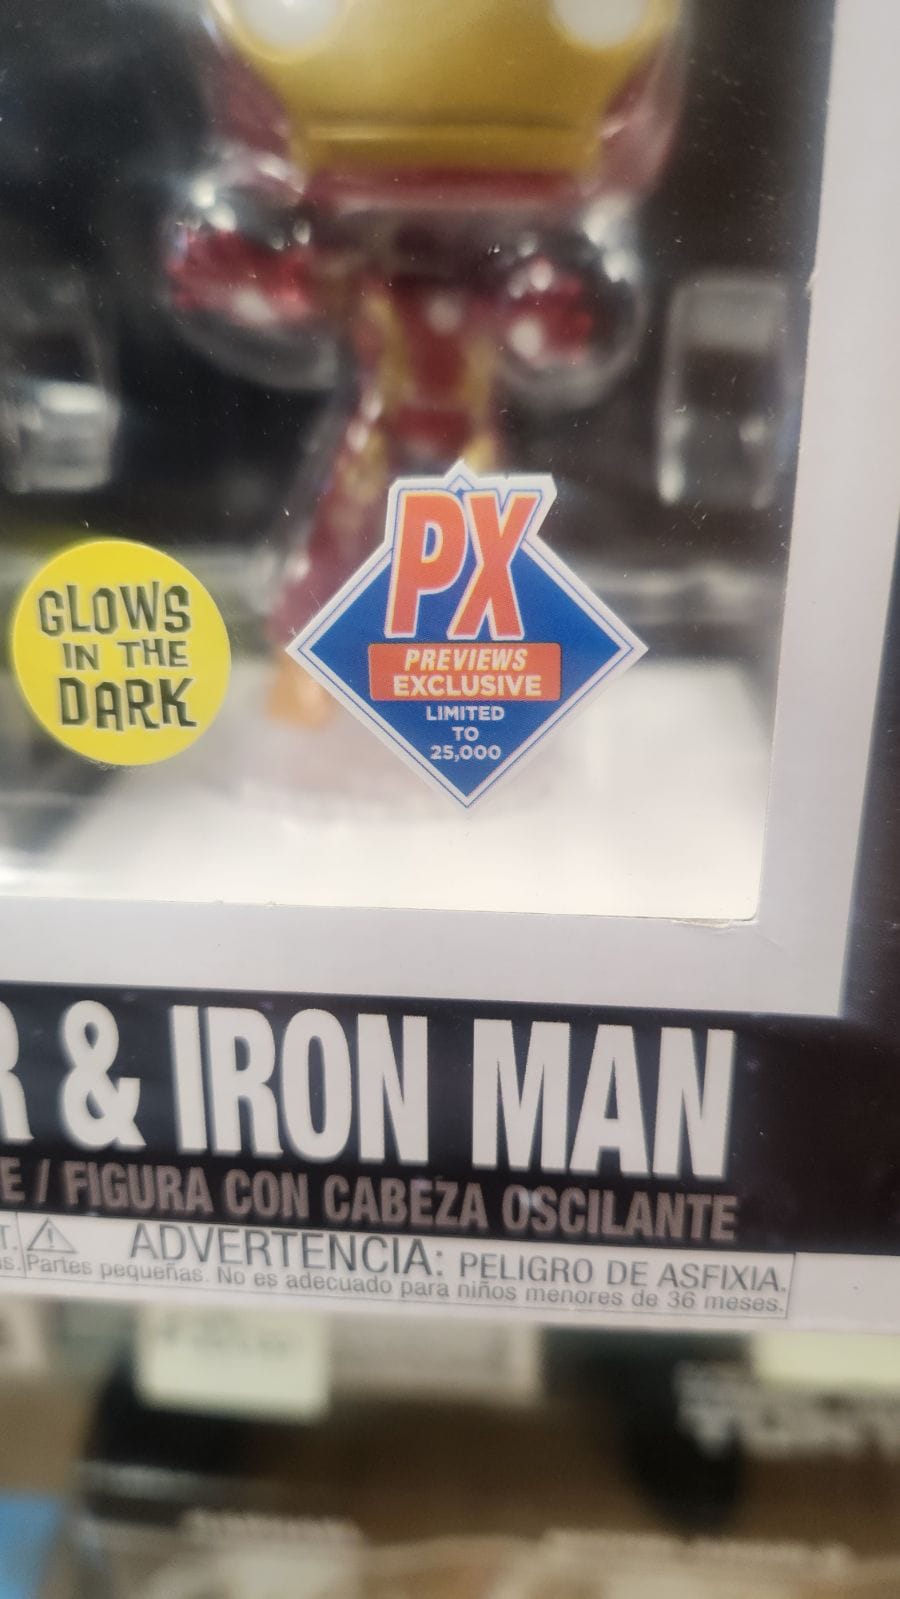 GLOWS
IN THE
DARK
PX
PREVIEWS
EXCLUSIVE
LIMITED
TO
25,000
R & IRON MAN
E / FIGURA CON CABEZA OSCILANTE
T. ADVERTENCIA: PELIGRO DE ASFIXIA.
s. Partes pequeñas. No es adecuado para niños menores de 36 meses.